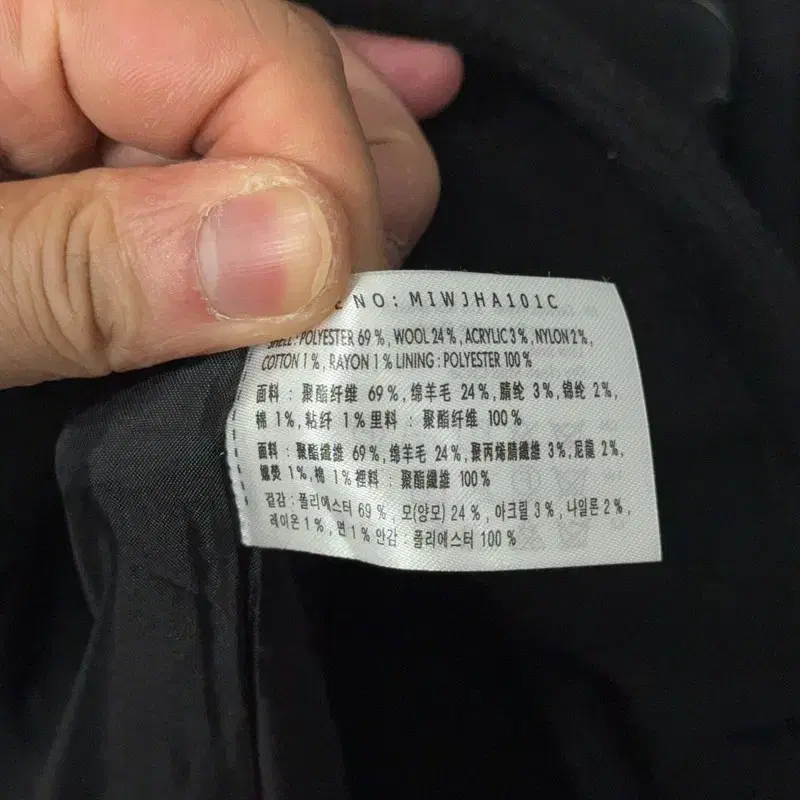 E NO: MIWJHA101C
SHELL: POLYESTER 69%, WOOL 24%, ACRYLIC 3%, NYLON 2%,
COTTON 1%, RAYON 1% LINING: POLYESTER 100%
面料: 聚酯纤维 69%, 绵羊毛 24%, 腈纶 3%, 锦纶 2%,
棉 1%, 粘纤 1% 里料: 聚酯纤维 100%
面料: 聚酯纖維 69%, 绵羊毛 24%, 聚丙烯腈纖維 3%, 尼龍 2%,
嫘熒 1%, 棉 1% 裡料: 聚酯纖維 100%
겉감: 폴리에스터 69%, 모(양모) 24%, 아크릴 3%, 나일론 2%,
레이온 1%, 면 1% 안감: 폴리에스터 100%